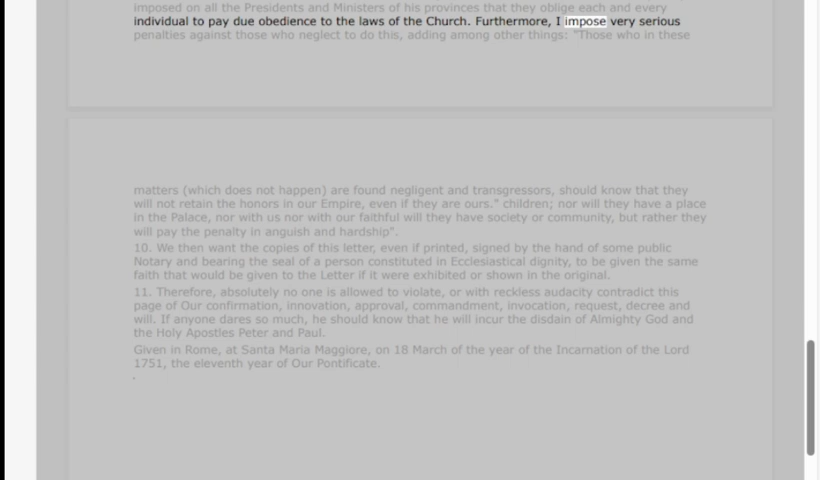 imposed on all the Presidents and Ministers of his provinces that they oblige each and every
individual to pay due obedience to the laws of the Church. Furthermore, I impose very serious
penalties against those who neglect to do this, adding among other things: "Those who in these
matters (which does not happen) are found negligent and transgressors, should know that they
will not retain the honors in our Empire, even if they are ours." children; nor will they have a place
in the Palace, nor with us nor with our faithful will they have society or community, but rather they
will pay the penalty in anguish and hardship".
10. We then want the copies of this letter, even if printed, signed by the hand of some public
Notary and bearing the seal of a person constituted in Ecclesiastical dignity, to be given the same
faith that would be given to the Letter if it were exhibited or shown in the original.
11. Therefore, absolutely no one is allowed to violate, or with reckless audacity contradict this
page of Our confirmation, innovation, approval, commandment, invocation, request, decree and
will. If anyone dares so much, he should know that he will incur the disdain of Almighty God and
the Holy Apostles Peter and Paul.
Given in Rome, at Santa Maria Maggiore, on 18 March of the year of the Incarnation of the Lord
1751, the eleventh year of Our Pontificate.
.